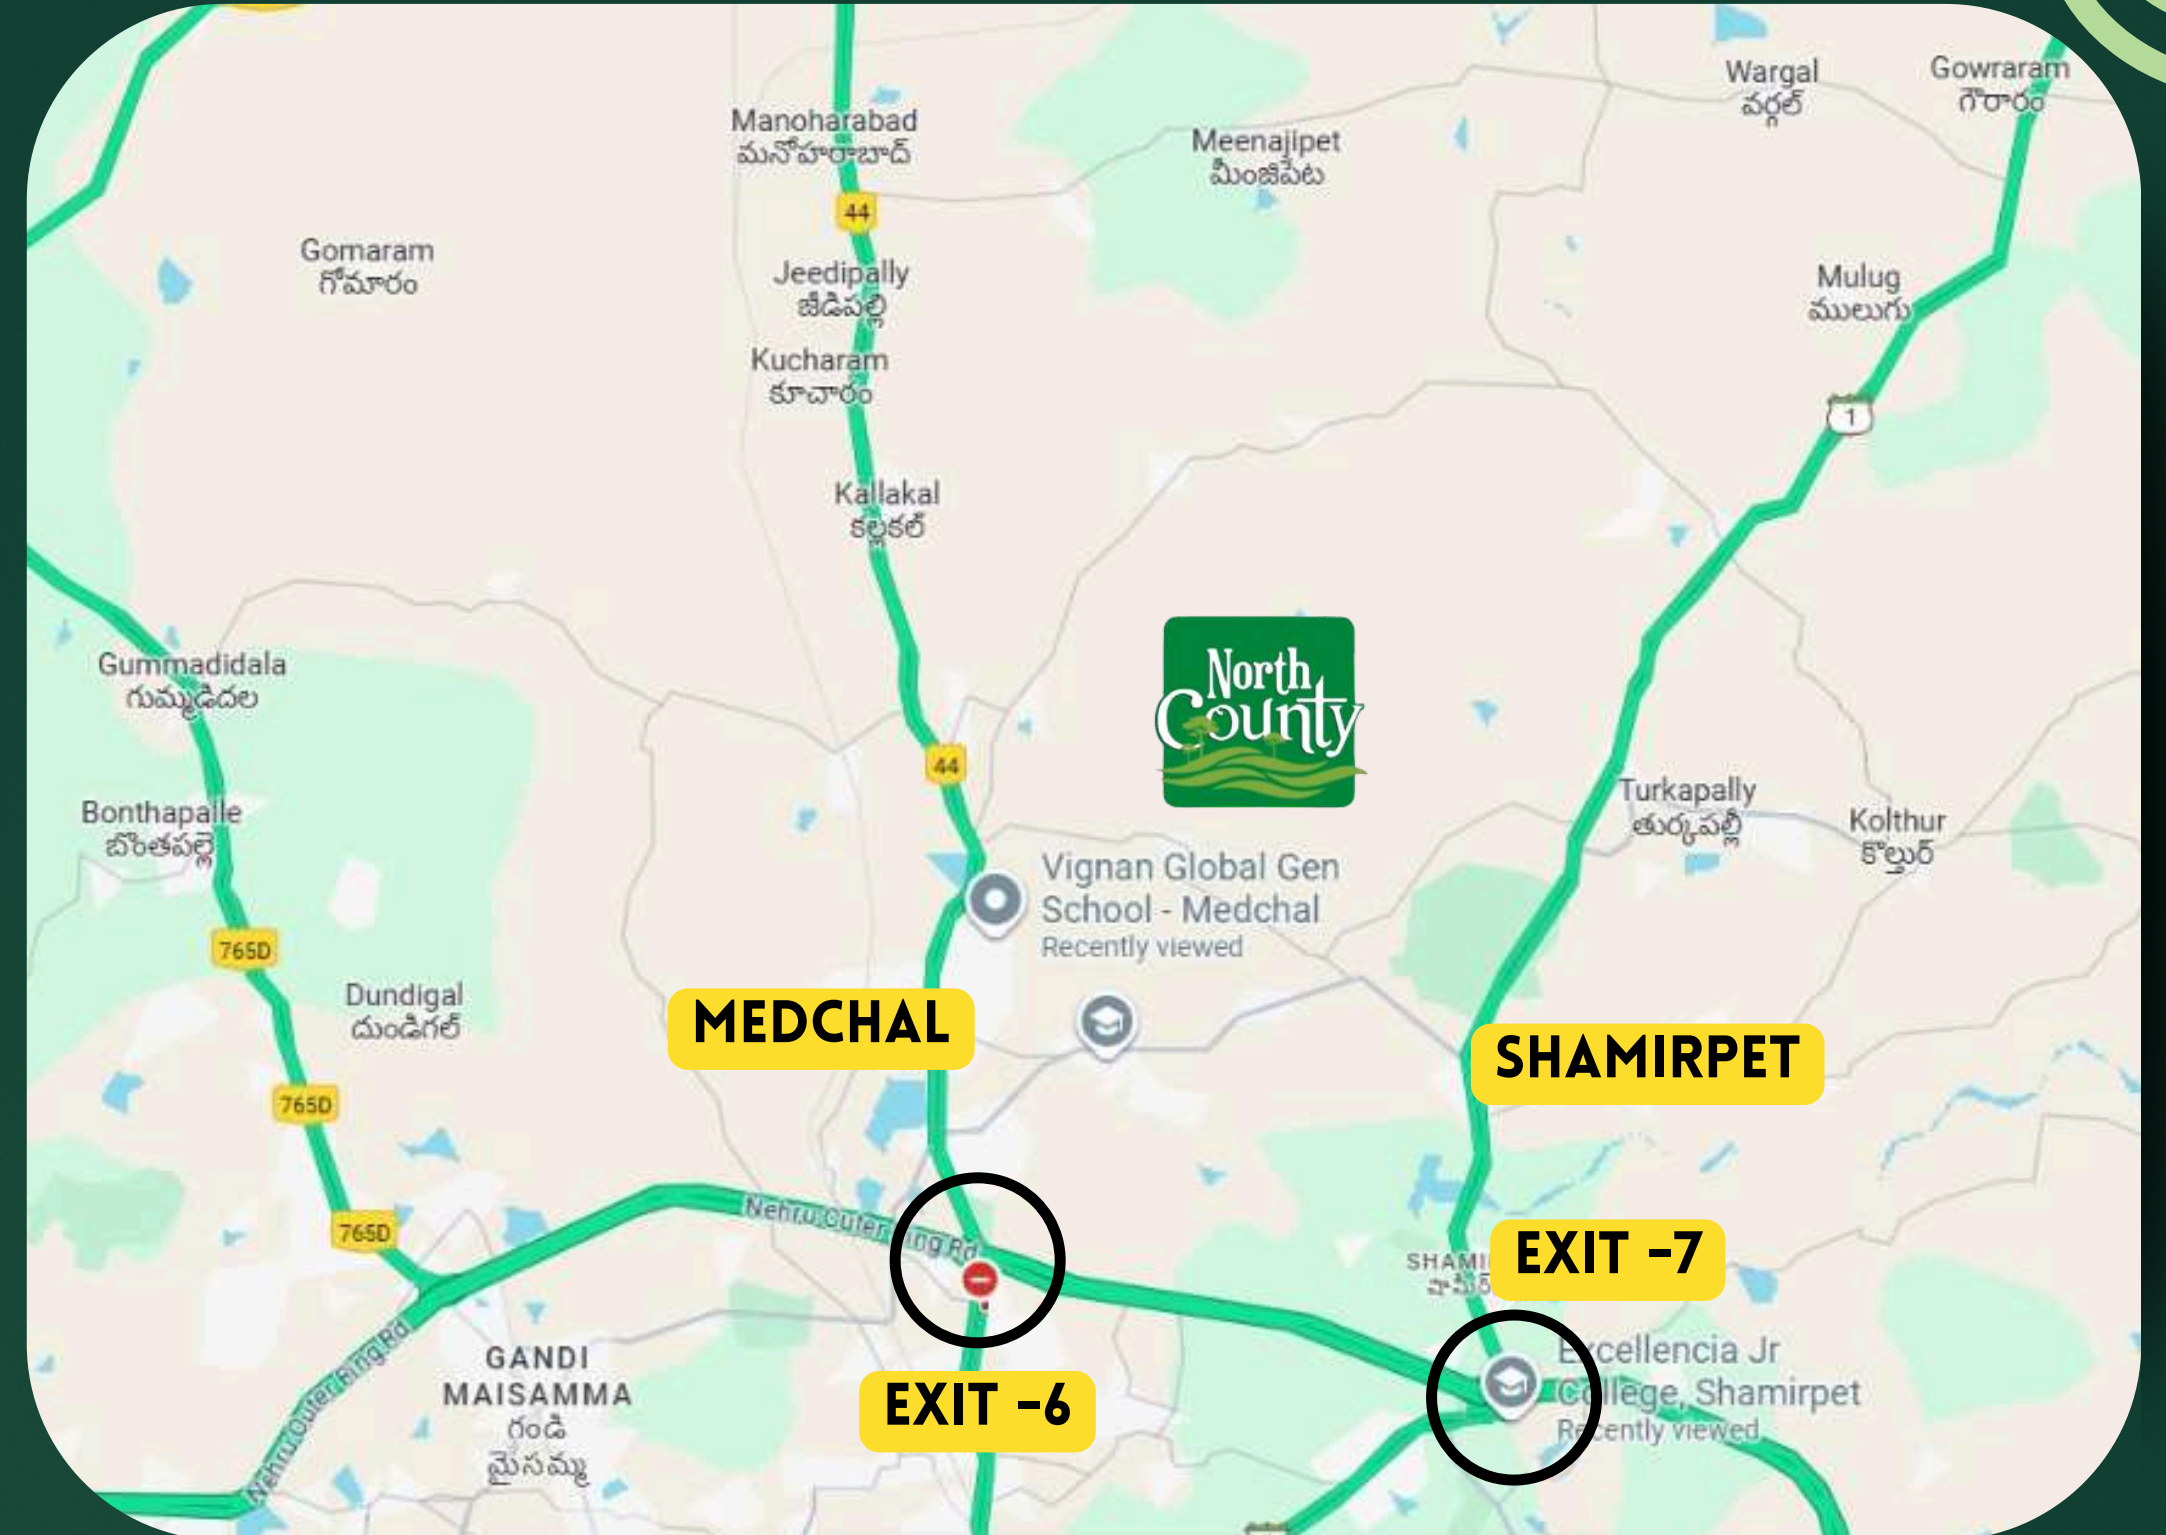 Wargal
వర్గల్
Gowraram
గౌరారం
Manoharabad
మనోహరాబాద్
Meenajipet
మీంజిపేట
44
Gomaram
గోమారం
Jeedipally
జీడిపల్లి
Mulug
ములుగు
Kucharam
కూచారం
1
Kallakal
కల్లకల్
Gummadidala
గుమ్మడిదల
North
County
44
Bonthapalle
బొంతపల్లె
Turkapally
తుర్కపల్లీ
Kolthur
కొల్తుర్
Vignan Global Gen
School - Medchal
Recently viewed
765D
Dundigal
దుండిగల్
MEDCHAL
SHAMIRPET
765D
765D
Nehru Outer Ring Rd
EXIT -7
SHAMI
షామీర్
Nehru Outer Ring Rd
GANDI
MAISAMMA
గండి
మైసమ్మ
EXIT -6
Excellencia Jr
College, Shamirpet
Recently viewed